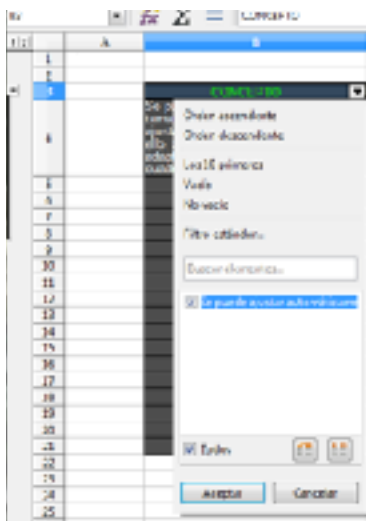 CONCEPTO
A
B
1
2
3
CONCEPTO
Se p
4
Orden ascendente
Orden descendente
Los 10 primeros
Vacío
No vacío
Filtro estándar...
Buscar elementos...
Se puede ajustar automáticame
5
6
7
8
9
10
11
12
13
14
15
16
17
18
19
20
21
22
23
24
25
Todos
Aceptar
Cancelar